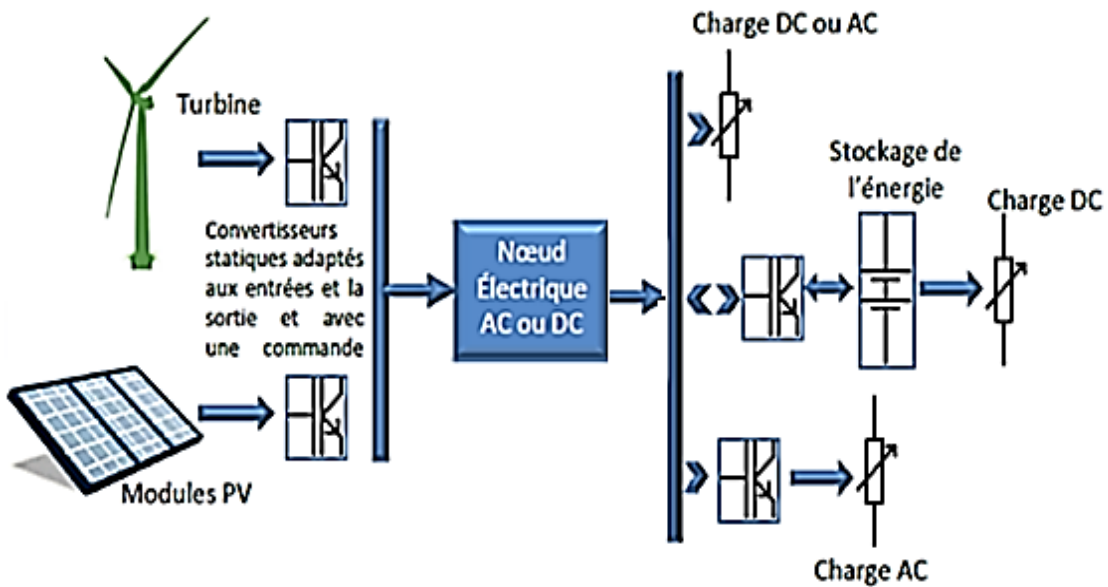 Charge DC ou AC
Turbine
Stockage de
l'énergie
Charge DC
Convertisseurs
statiques adaptés
aux entrées et la
sortie et avec
une commande
Nœud
Électrique
AC ou DC
Modules PV
Charge AC